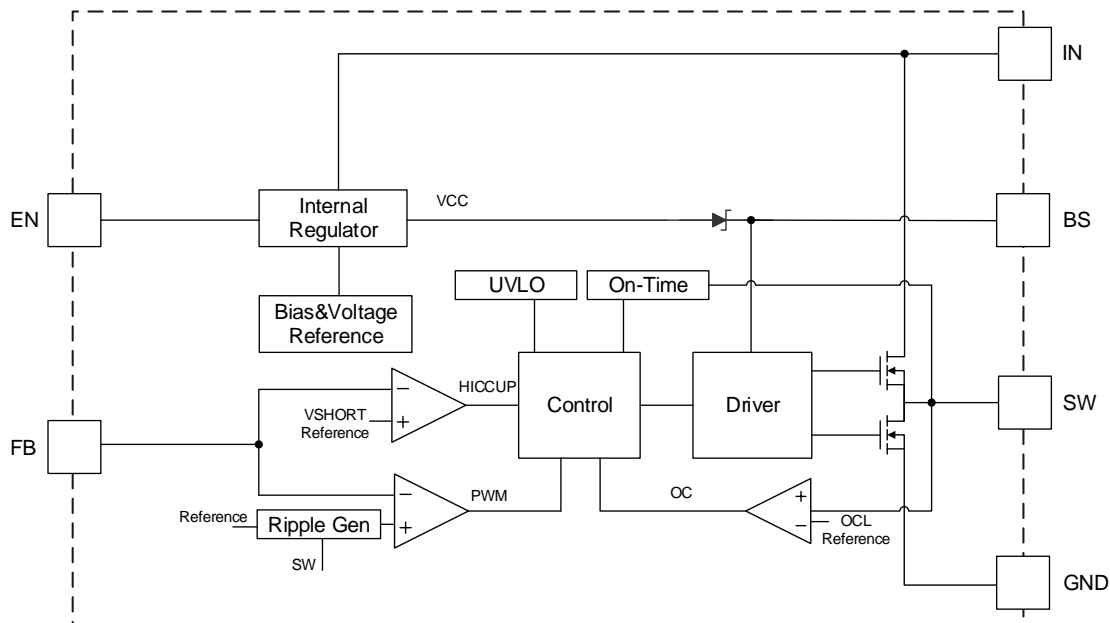 IN
EN
Internal
Regulator
VCC
BS
UVLO
On-Time
Bias&Voltage
Reference
HICCUP
VSHORT
Reference
Control
Driver
SW
FB
PWM
OC
Reference
Ripple Gen
OCL
Reference
SW
GND
−
+
−
+
+
−